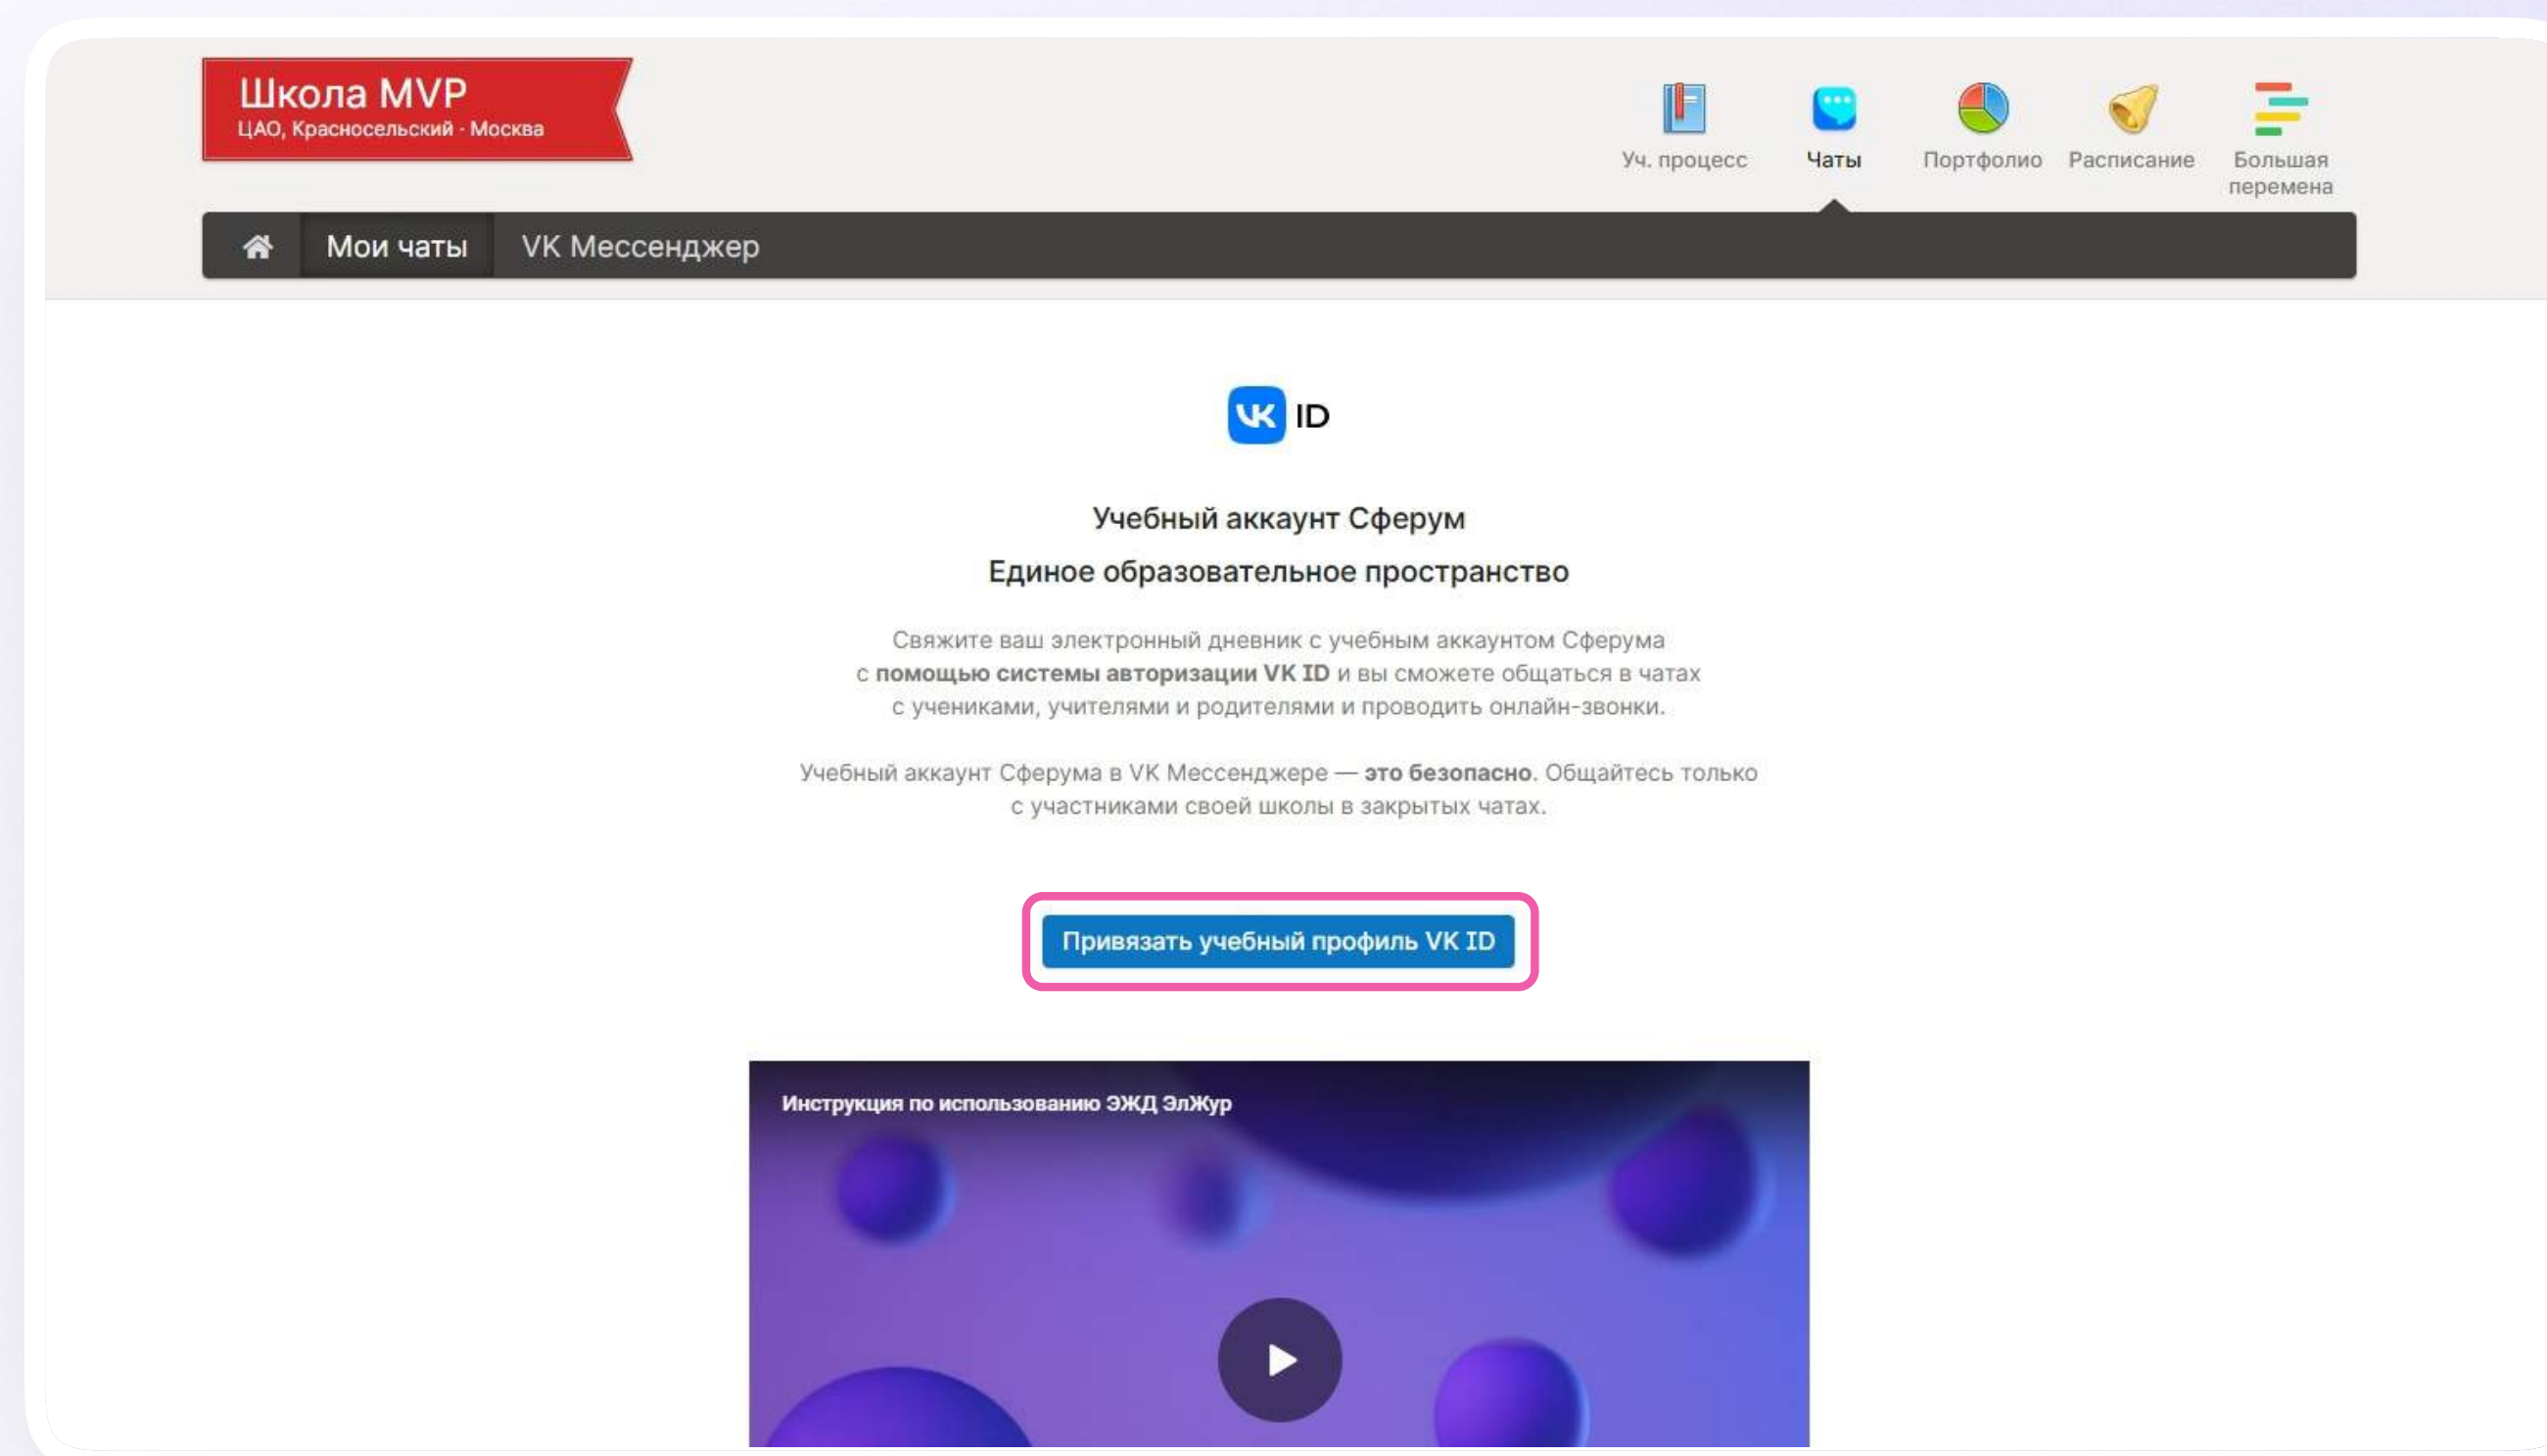 Школа MVP
ЦАО, Красносельский · Москва
Уч. процесс
Чаты
Портфолио
Расписание
Большая
перемена
Мои чаты
VK Мессенджер
VK ID
Учебный аккаунт Сферум
Единое образовательное пространство
Свяжите ваш электронный дневник с учебным аккаунтом Сферума
с помощью системы авторизации VK ID и вы сможете общаться в чатах
с учениками, учителями и родителями и проводить онлайн-звонки.
Учебный аккаунт Сферума в VK Мессенджере — это безопасно. Общайтесь только
с участниками своей школы в закрытых чатах.
Привязать учебный профиль VK ID
Инструкция по использованию ЭЖД ЭлЖур